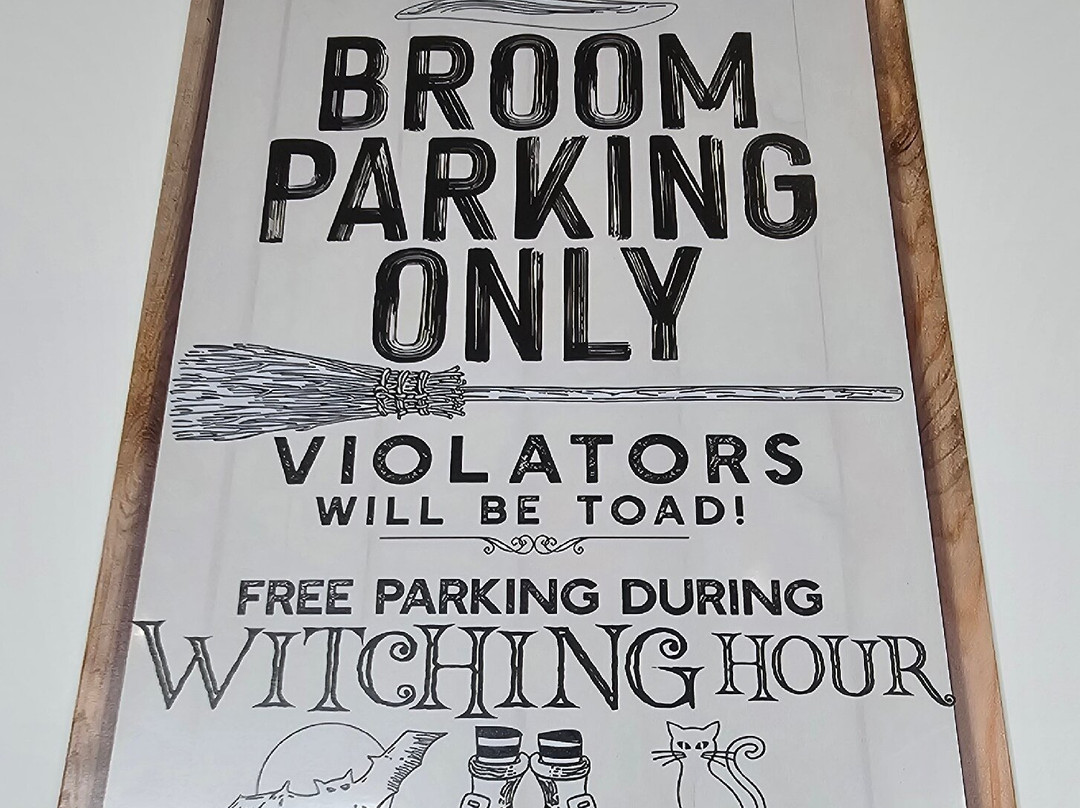 BROOM
PARKING
ONLY
VIOLATORS
WILL BE TOAD!
FREE PARKING DURING
WITCHING HOUR